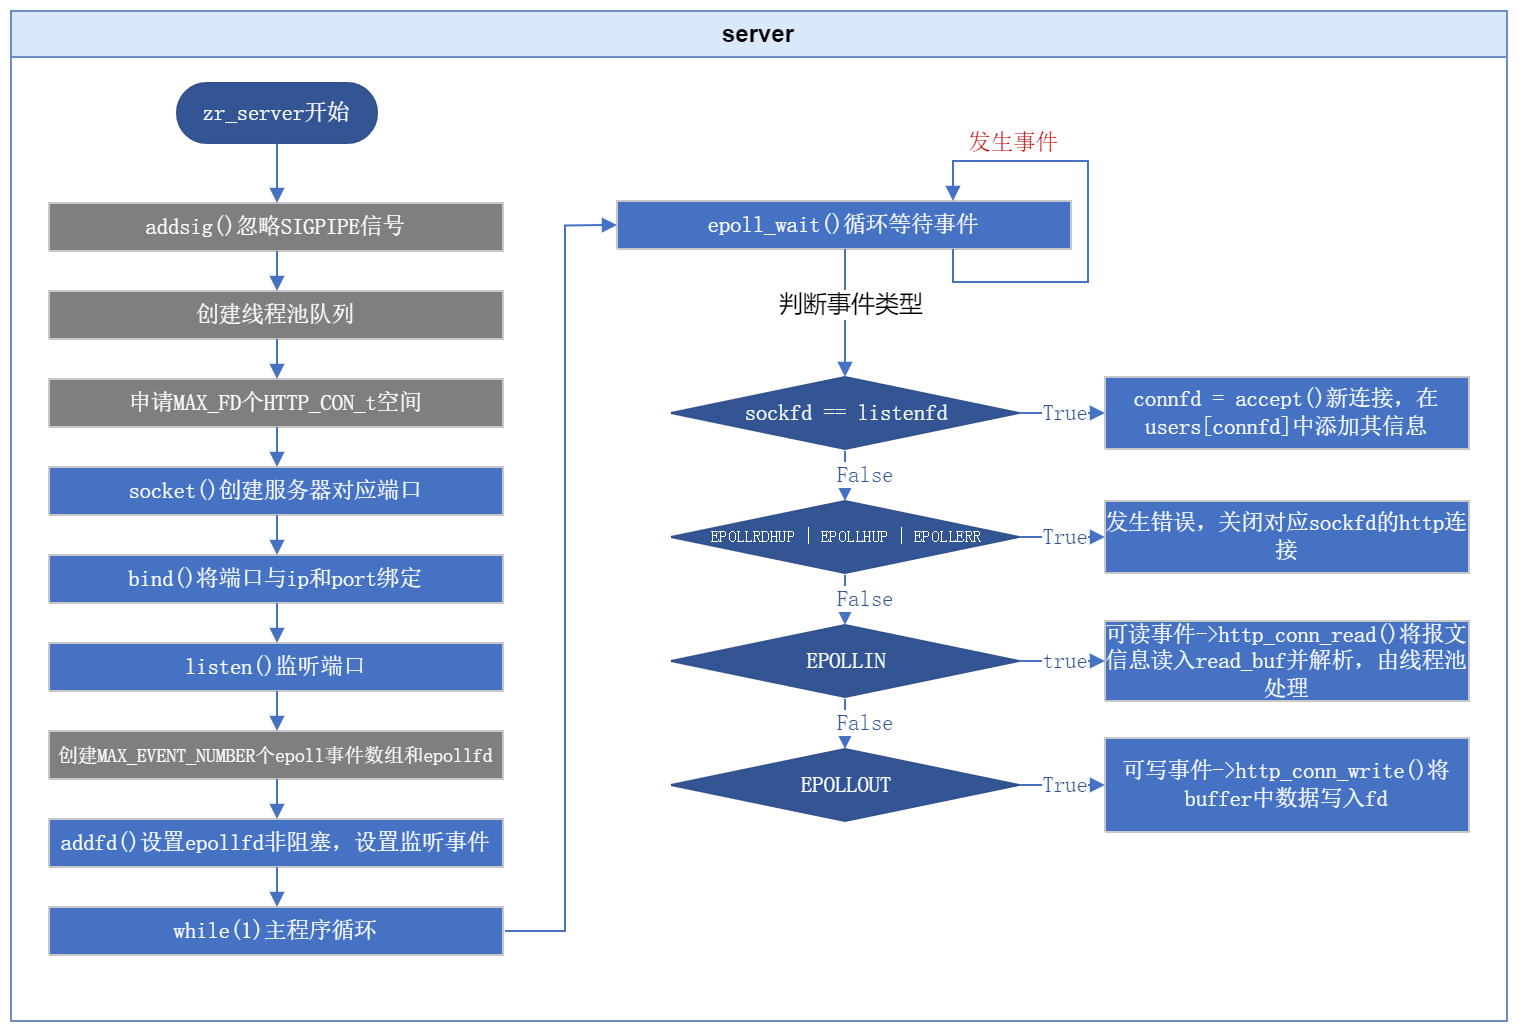 server
zr_server开始
addsig()忽略SIGPIPE信号
创建线程池队列
申请MAX_FD个HTTP_CON_t空间
socket()创建服务器对应端口
bind()将端口与ip和port绑定
listen()监听端口
创建MAX_EVENT_NUMBER个epoll事件数组和epollfd
addfd()设置epollfd非阻塞，设置监听事件
while(1)主程序循环
发生事件
epoll_wait()循环等待事件
判断事件类型
sockfd == listenfd
True
connfd = accept()新连接，在
users[connfd]中添加其信息
False
EPOLLRDHUP | EPOLLHUP | EPOLLERR
True
发生错误，关闭对应sockfd的http连
接
False
EPOLLIN
true
可读事件->http_conn_read()将报文
信息读入read_buf并解析，由线程池
处理
False
EPOLLOUT
True
可写事件->http_conn_write()将
buffer中数据写入fd